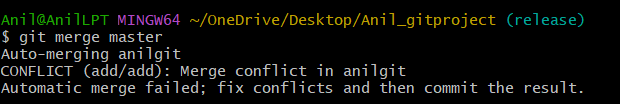 Anil@AnilLPT MINGW64 ~/OneDrive/Desktop/Anil_gitproject (release)
$ git merge master
Auto-merging anilgit
CONFLICT (add/add): Merge conflict in anilgit
Automatic merge failed; fix conflicts and then commit the result.